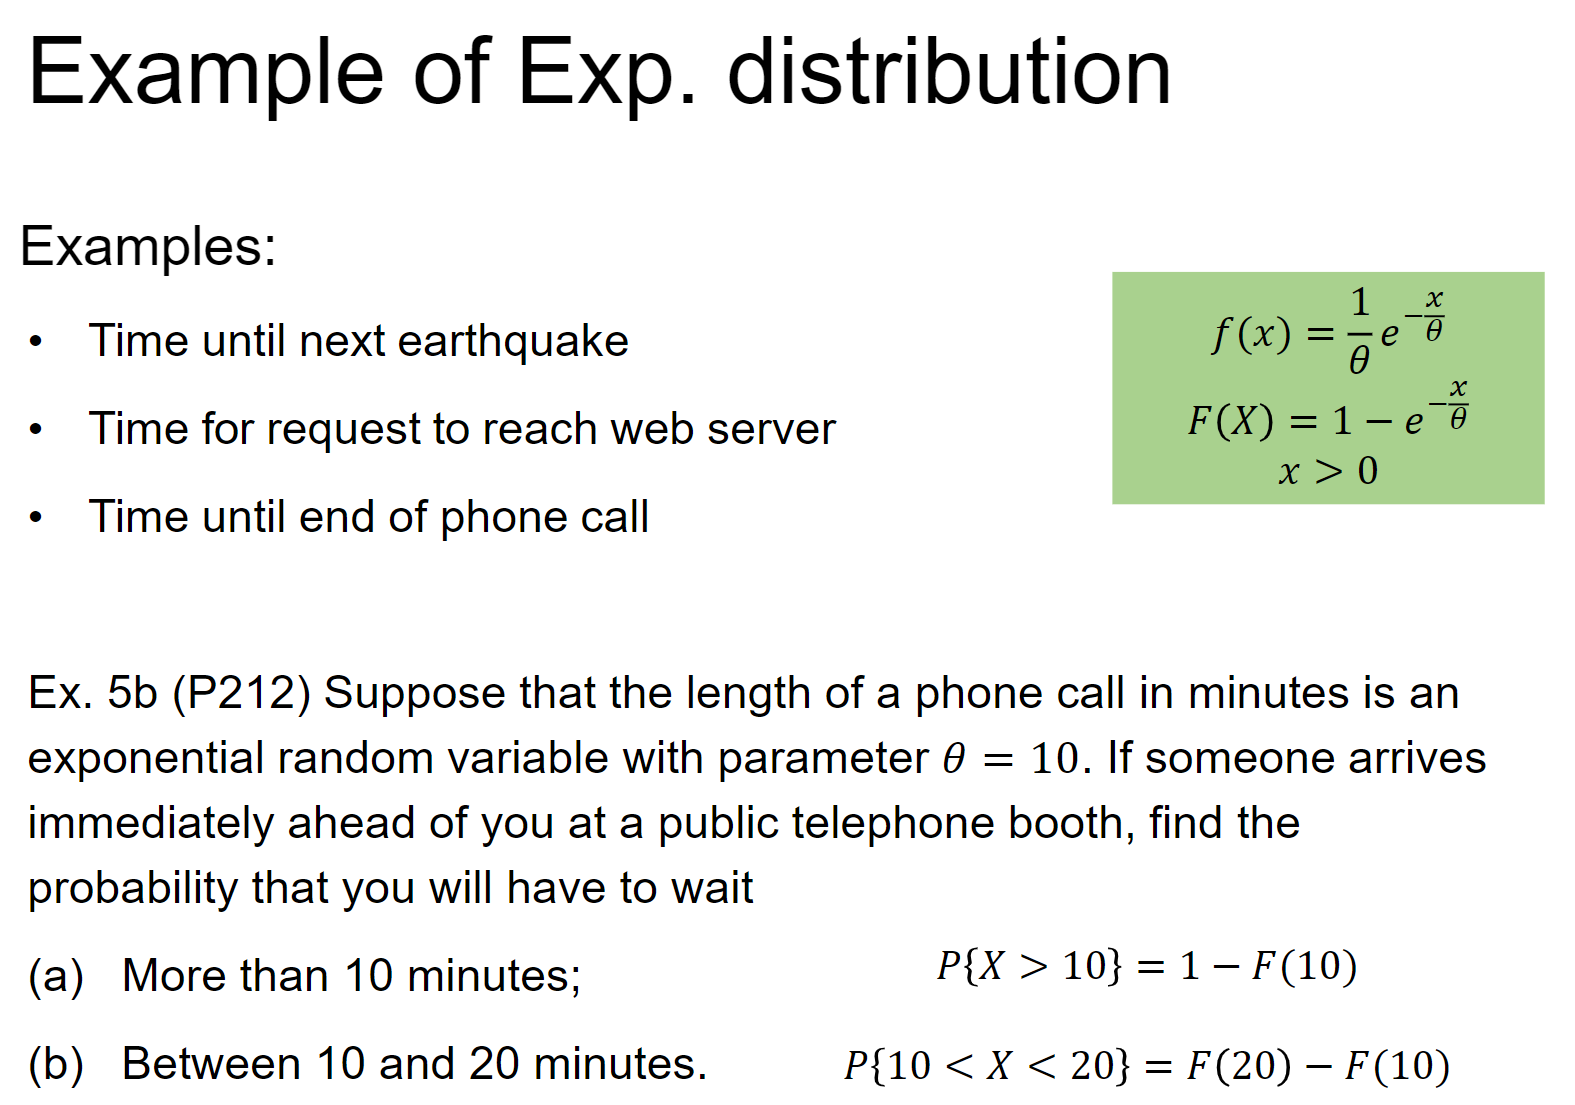 Example of Exp. distribution
Examples:
• Time until next earthquake
• Time for request to reach web server
• Time until end of phone call
f(x) = \frac{1}{θ} e^{-\frac{x}{θ}}
F(X) = 1 − e^{-\frac{x}{θ}}
x > 0
Ex. 5b (P212) Suppose that the length of a phone call in minutes is an
exponential random variable with parameter θ = 10. If someone arrives
immediately ahead of you at a public telephone booth, find the
probability that you will have to wait
(a) More than 10 minutes;
P{X > 10} = 1 − F(10)
(b) Between 10 and 20 minutes.
P{10 < X < 20} = F(20) − F(10)